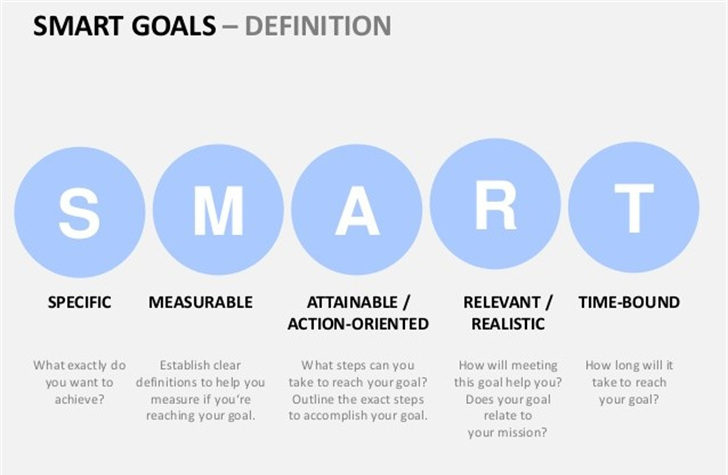 SMART GOALS – DEFINITION
S M A R T
SPECIFIC
MEASURABLE
ATTAINABLE /
ACTION-ORIENTED
RELEVANT /
REALISTIC
TIME-BOUND
What exactly do
you want to
achieve?
Establish clear
definitions to help you
measure if you're
reaching your goal.
What steps can you
take to reach your goal?
Outline the exact steps
to accomplish your goal.
How will meeting
this goal help you?
Does your goal
relate to
your mission?
How long will it
take to reach
your goal?